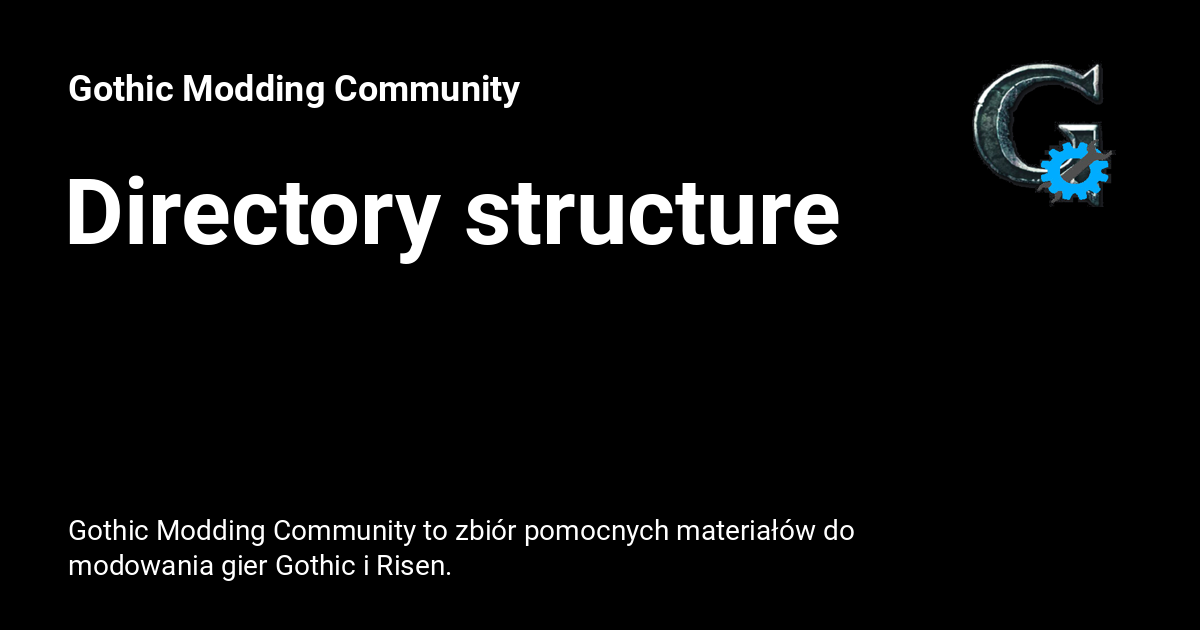 Gothic Modding Community
Directory structure
Gothic Modding Community to zbiór pomocnych materiałów do
modowania gier Gothic i Risen.